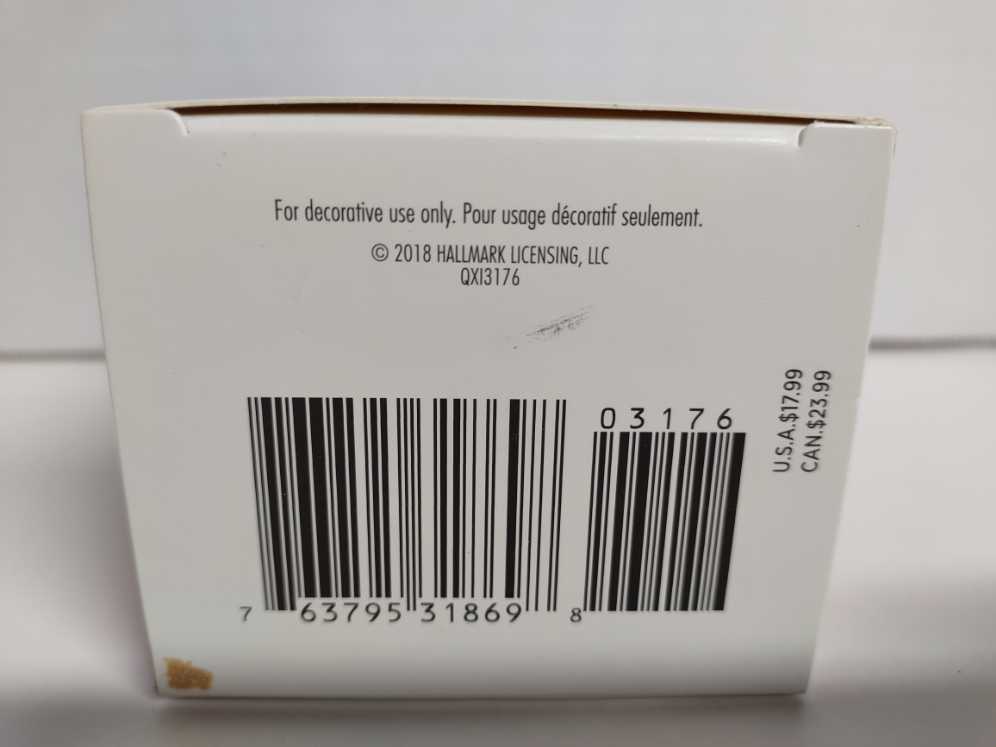 For decorative use only. Pour usage décoratif seulement.
© 2018 HALLMARK LICENSING, LLC
QXI3176
03176
U.S.A.$17.99
CAN.$23.99
7 63795 31869 8